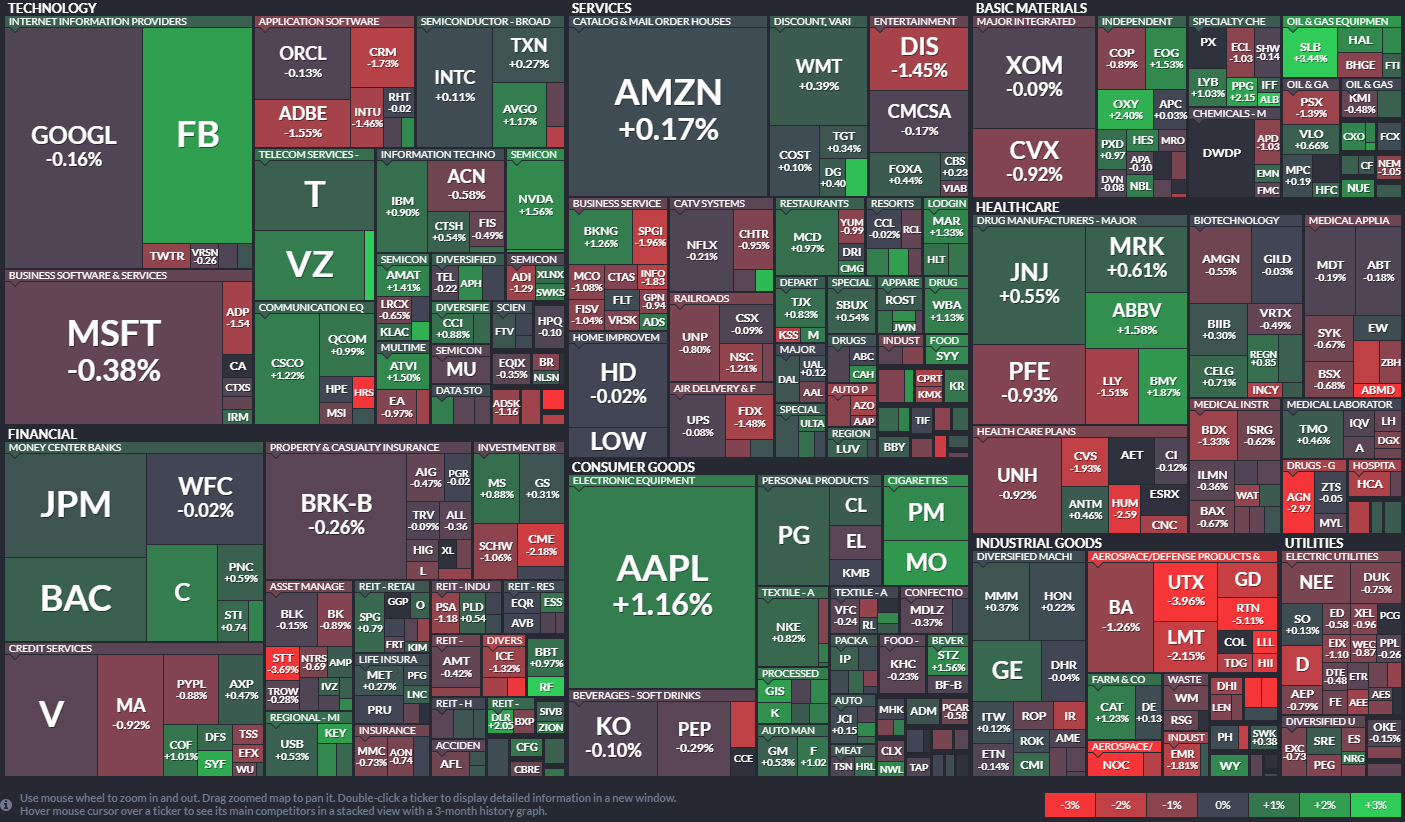 TECHNOLOGY
INTERNET INFORMATION PROVIDERS
GOOGL
-0.16%
FB
TWTR
VRSN
-0.26
APPLICATION SOFTWARE
ORCL
-0.13%
CRM
-1.73%
ADBE
-1.55%
INTU
-1.46%
RHT
-0.02
SEMICONDUCTOR - BROAD
INTC
+0.11%
TXN
+0.27%
AVGO
+1.17%
TELECOM SERVICES -
T
VZ
INFORMATION TECHNO
IBM
+0.90%
ACN
-0.58%
CTSH
+0.54%
FIS
-0.49%
SEMICON
NVDA
+1.56%
BUSINESS SOFTWARE & SERVICES
MSFT
-0.38%
ADP
-1.54
CA
CTXS
IRM
COMMUNICATION EQ
CSCO
+1.22%
QCOM
+0.99%
HPE
HRS
MSI
SEMICON
AMAT
+1.41%
LRCX
-0.65%
KLAC
DIVERSIFIED
TEL
-0.22
APH
SEMICON
ADI
-1.29
XLNX
SWKS
DIVERSIFIE
CCI
+0.88%
SCIEN
FTV
HPQ
-0.10
MULTIME
ATVI
+1.50%
EA
-0.97%
SEMICON
MU
DATA STO
EQIX
-0.35%
BR
NLSN
ADSK
-1.16
SERVICES
CATALOG & MAIL ORDER HOUSES
AMZN
+0.17%
DISCOUNT, VARI
WMT
+0.39%
COST
+0.10%
TGT
+0.34%
DG
+0.40
ENTERTAINMENT
DIS
-1.45%
CMCSA
-0.17%
FOXA
+0.44%
CBS
+0.23
VIAB
BUSINESS SERVICE
BKNG
+1.26%
SPGI
-1.96%
MCO
-1.08%
CTAS
INFO
-1.83
FISV
-1.04%
FLT
GPN
-0.94
VRSK
ADS
CATV SYSTEMS
NFLX
-0.21%
CHTR
-0.95%
RESTAURANTS
MCD
+0.97%
YUM
-0.99
DRI
CMG
RESORTS
CCL
-0.02%
RCL
LODGIN
MAR
+1.33%
HLT
RAILROADS
UNP
-0.80%
CSX
-0.09%
NSC
-1.21%
DEPART
TJX
+0.83%
KSS
M
SPECIAL
SBUX
+0.54%
APPARE
ROST
JWN
DRUG
WBA
+1.13%
HOME IMPROVEM
HD
-0.02%
LOW
AIR DELIVERY & F
UPS
-0.08%
FDX
-1.48%
MAJOR
DAL
UAL
+0.12
AAL
DRUGS
ABC
CAH
INDUST
FOOD
SYY
AUTO P
AZO
AAP
CPRT
KMX
KR
SPECIAL
ULTA
REGION
LUV
TIF
BBY
BASIC MATERIALS
MAJOR INTEGRATED
XOM
-0.09%
CVX
-0.92%
INDEPENDENT
COP
-0.89%
EOG
+1.53%
OXY
+2.40%
APC
+0.03%
PXD
+0.97
HES
MRO
APA
-0.10
DVN
-0.08
NBL
SPECIALTY CHE
PX
ECL
-1.03
SHW
-0.14
LYB
+1.03%
PPG
+2.15
IFF
ALB
CHEMICALS - M
DWDP
APD
-1.03
EMN
FMC
OIL & GAS EQUIPMEN
SLB
+3.44%
HAL
BHGE
FTI
OIL & GA
PSX
-1.39%
VLO
+0.66%
MPC
+0.19
HFC
OIL & GAS
KMI
-0.48%
CXO
FCX
CF
NEM
-1.05
NUE
HEALTHCARE
DRUG MANUFACTURERS - MAJOR
JNJ
+0.55%
MRK
+0.61%
ABBV
+1.58%
PFE
-0.93%
LLY
-1.51%
BMY
+1.87%
BIOTECHNOLOGY
AMGN
-0.55%
GILD
-0.03%
BIIB
+0.30%
VRTX
-0.49%
CELG
+0.71%
REGN
+0.85
INCY
MEDICAL APPLIA
MDT
-0.19%
ABT
-0.18%
SYK
-0.67%
EW
BSX
-0.68%
ZBH
ABMD
HEALTH CARE PLANS
UNH
-0.92%
CVS
-1.93%
AET
CI
-0.12%
ANTM
+0.46%
HUM
-2.59
ESRX
CNC
MEDICAL INSTR
BDX
-1.33%
ISRG
-0.62%
ILMN
-0.36%
WAT
BAX
-0.67%
MEDICAL LABORATOR
TMO
+0.46%
IQV
LH
A
DGX
DRUGS - G
AGN
-2.97
ZTS
-0.05
MYL
HOSPITA
HCA
FINANCIAL
MONEY CENTER BANKS
JPM
WFC
-0.02%
BAC
C
PNC
+0.59%
STI
+0.74
PROPERTY & CASUALTY INSURANCE
BRK-B
-0.26%
AIG
-0.47%
PGR
-0.02
TRV
-0.09%
ALL
-0.36
HIG
XL
L
INVESTMENT BR
MS
+0.88%
GS
+0.31%
SCHW
-1.06%
CME
-2.18%
CREDIT SERVICES
V
MA
-0.92%
PYPL
-0.88%
AXP
+0.47%
COF
+1.01%
DFS
SYF
TSS
EFX
WU
ASSET MANAGE
BLK
-0.15%
BK
-0.89%
STT
-3.69%
NTRS
-0.69
AMP
TROW
-0.28%
IVZ
REGIONAL - MI
USB
+0.53%
KEY
REIT - RETAI
SPG
+0.79
GGP
O
FRT
KIM
REIT - INDU
PSA
-1.18
PLD
+0.54
REIT - RES
EQR
ESS
AVB
LIFE INSURA
MET
+0.27%
PFG
LNC
PRU
REIT -
AMT
-0.42%
DIVERS
ICE
-1.32%
BBT
+0.97%
RF
INSURANCE
MMC
-0.73%
AON
-0.74
REIT - H
REIT -
DLR
+2.05
BXP
SIVB
ZION
ACCIDEN
AFL
CFG
CBRE
CONSUMER GOODS
ELECTRONIC EQUIPMENT
AAPL
+1.16%
PERSONAL PRODUCTS
PG
CL
EL
KMB
CIGARETTES
PM
MO
TEXTILE - A
NKE
+0.82%
TEXTILE - A
VFC
-0.24
RL
CONFECTIO
MDLZ
-0.37%
PACKA
IP
FOOD -
KHC
-0.23%
BEVER
STZ
+1.56%
BF-B
BEVERAGES - SOFT DRINKS
KO
-0.10%
PEP
-0.29%
CCE
PROCESSED
GIS
K
AUTO
JCI
+0.15
MHK
ADM
PCAR
-0.58
AUTO MAN
GM
+0.53%
F
+1.02
MEAT
TSN
HRL
CLX
NWL
TAP
INDUSTRIAL GOODS
DIVERSIFIED MACHI
MMM
+0.37%
HON
+0.22%
GE
DHR
-0.04%
ITW
+0.12%
ROP
IR
ETN
-0.14%
ROK
AME
CMI
AEROSPACE/DEFENSE PRODUCTS &
BA
-1.26%
UTX
-3.96%
GD
LMT
-2.15%
RTN
-5.11%
COL
LLL
TDG
HII
FARM & CO
CAT
+1.23%
DE
+0.13
WASTE
WM
RSG
DHI
LEN
AEROSPACE/
NOC
INDUST
EMR
-1.81%
PH
SWK
+0.38
WY
UTILITIES
ELECTRIC UTILITIES
NEE
DUK
-0.75%
SO
+0.13%
ED
-0.58
XEL
-0.96
PCG
D
EIX
-1.10
WEC
-0.87
PPL
-0.26
DTE
-0.48
ETR
AEP
-0.79%
FE
AEE
AES
DIVERSIFIED U
EXC
-0.73
SRE
ES
OKE
-0.15%
PEG
NRG
Use mouse wheel to zoom in and out. Drag zoomed map to pan it. Double-click a ticker to display detailed information in a new window.
Hover mouse cursor over a ticker to see its main competitors in a stacked view with a 3-month history graph.
-3%
-2%
-1%
0%
+1%
+2%
+3%